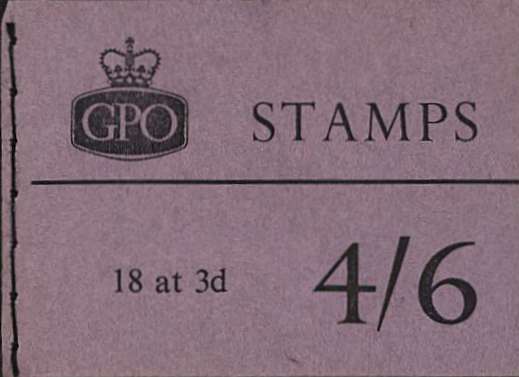 GPO
STAMPS
18 at 3d
4/6